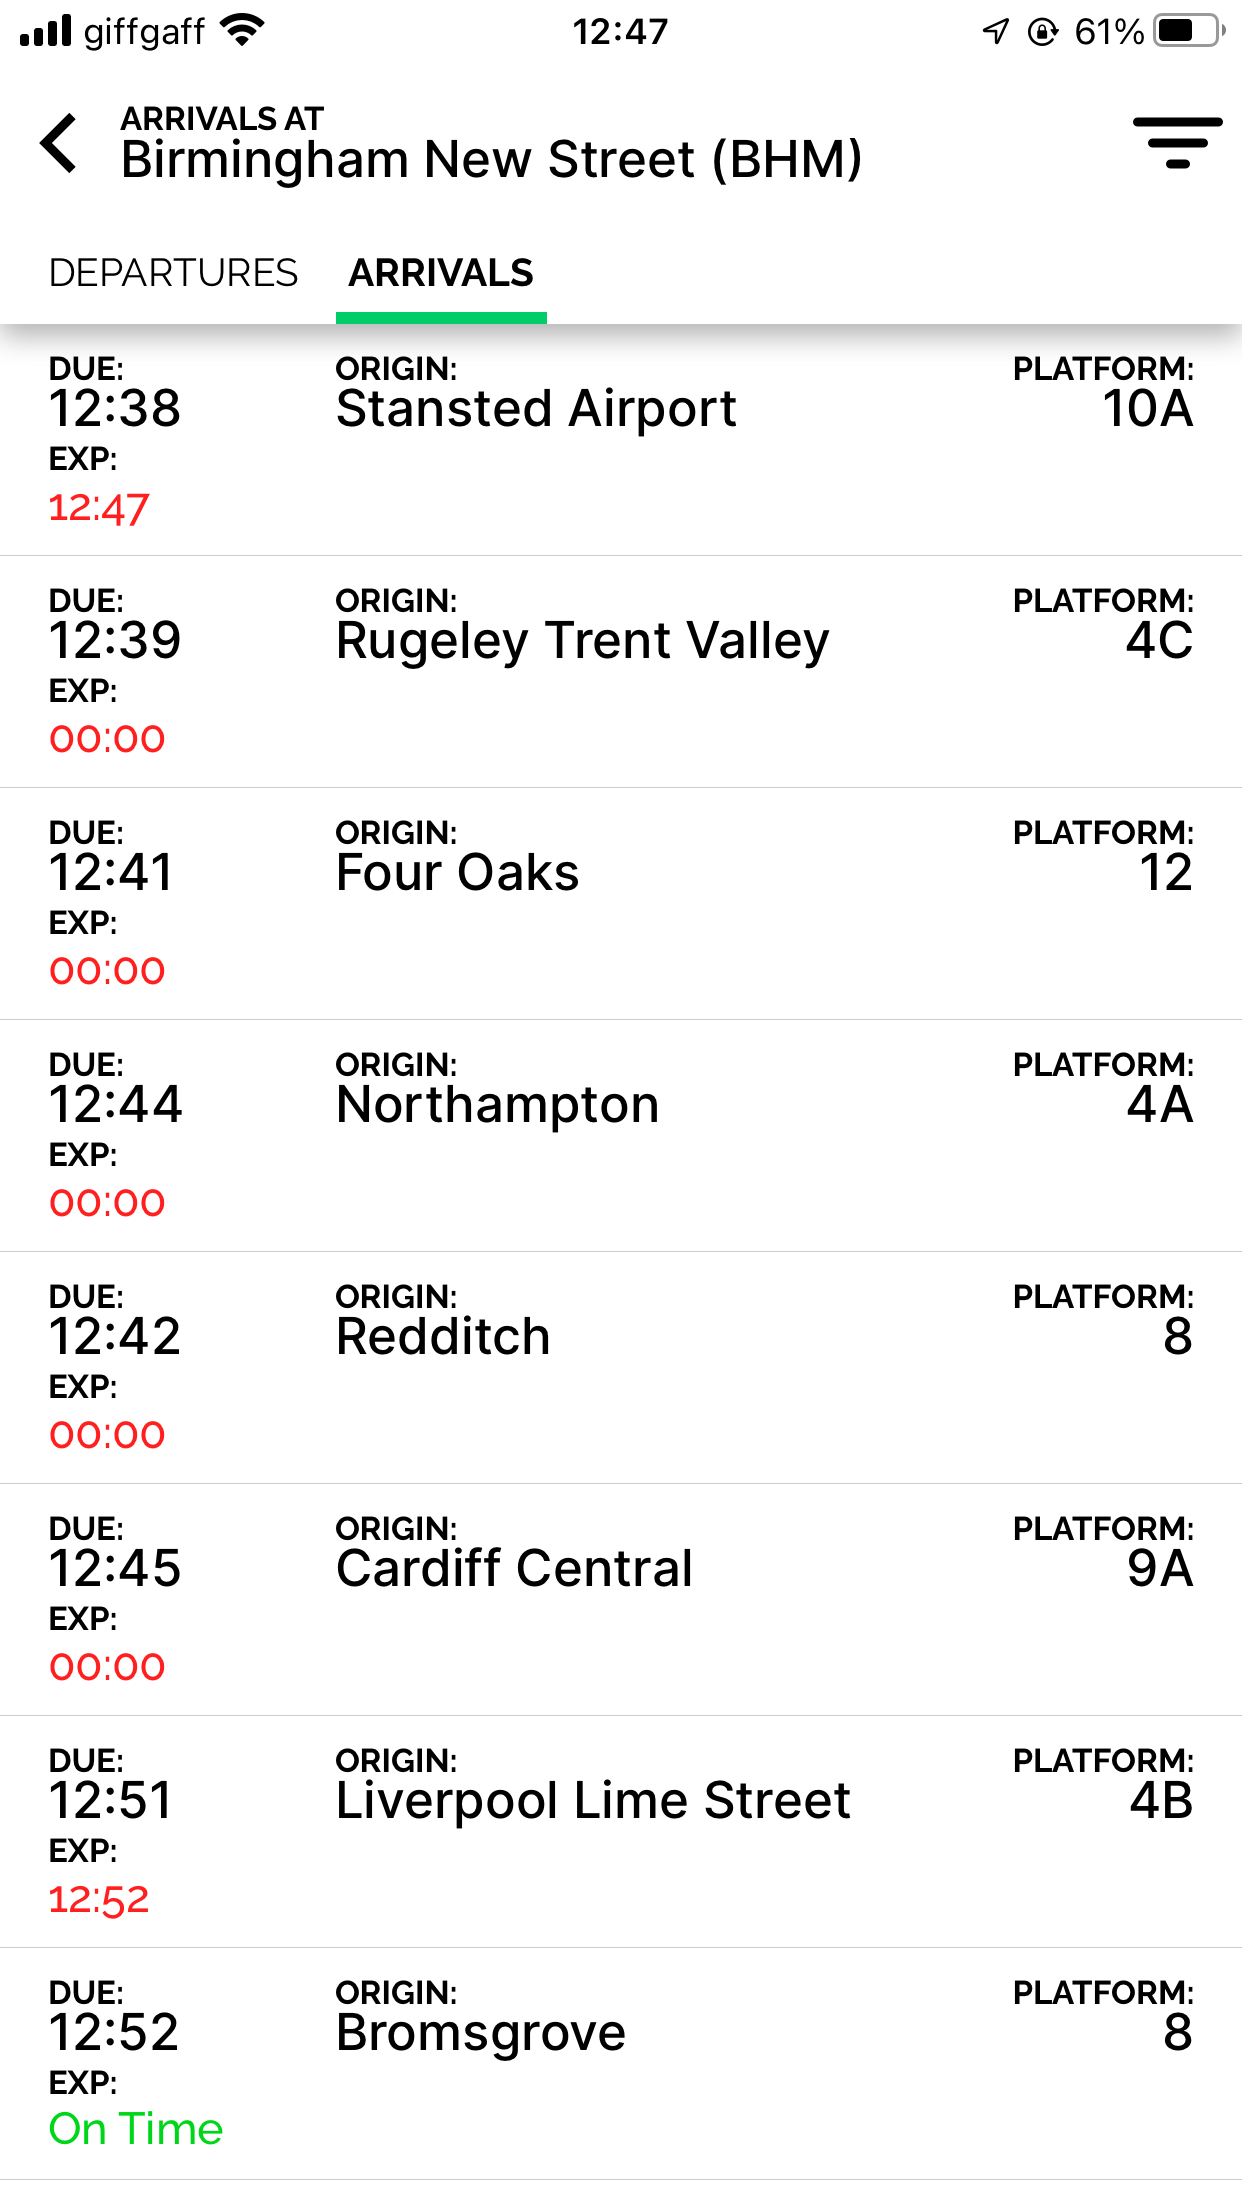 giffgaff 12:47 61%
ARRIVALS AT
Birmingham New Street (BHM)
DEPARTURES ARRIVALS
DUE: ORIGIN: PLATFORM:
12:38 Stansted Airport 10A
EXP:
12:47
DUE: ORIGIN: PLATFORM:
12:39 Rugeley Trent Valley 4C
EXP:
00:00
DUE: ORIGIN: PLATFORM:
12:41 Four Oaks 12
EXP:
00:00
DUE: ORIGIN: PLATFORM:
12:44 Northampton 4A
EXP:
00:00
DUE: ORIGIN: PLATFORM:
12:42 Redditch 8
EXP:
00:00
DUE: ORIGIN: PLATFORM:
12:45 Cardiff Central 9A
EXP:
00:00
DUE: ORIGIN: PLATFORM:
12:51 Liverpool Lime Street 4B
EXP:
12:52
DUE: ORIGIN: PLATFORM:
12:52 Bromsgrove 8
EXP:
On Time